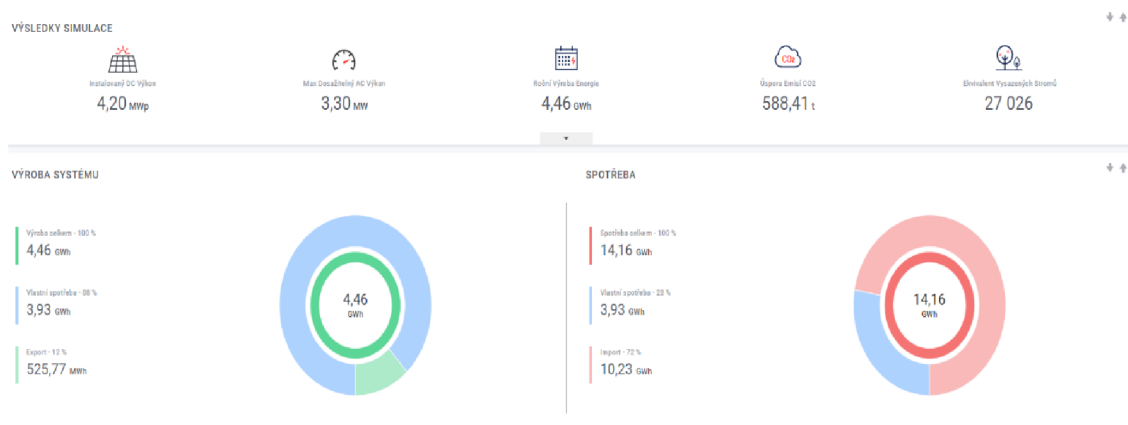 VÝSLEDKY SIMULACE
CO2
Instalovaný DC Výkon
4,20 MWp
Max Dosažitelný AC Výkon
3,30 MW
Roční Výroba Energie
4,46 GWh
Úspora Emisí CO2
588,41 t
Ekvivalent Vysazených Stromů
27 026
VÝROBA SYSTÉMU
Výroba celkem - 100 %
4,46 GWh
Vlastní spotřeba - 88 %
3,93 GWh
Export - 12 %
525,77 MWh
4,46
GWh
SPOTŘEBA
Spotřeba celkem - 100 %
14,16 GWh
Vlastní spotřeba - 28 %
3,93 GWh
Import - 72 %
10,23 GWh
14,16
GWh